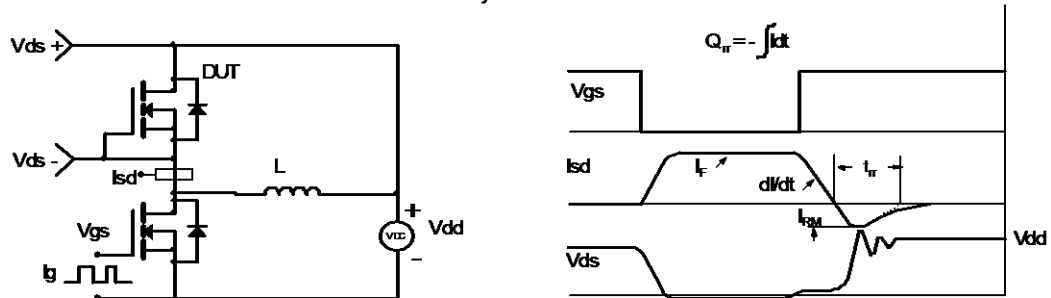 Vds +
DUT
Vds -
Isd
L
Vgs
Ig
+
VDC
-
Vdd
Qrr = - ∫Idt
Vgs
Isd
IF
dI/dt
trr
IRM
Vdd
Vds